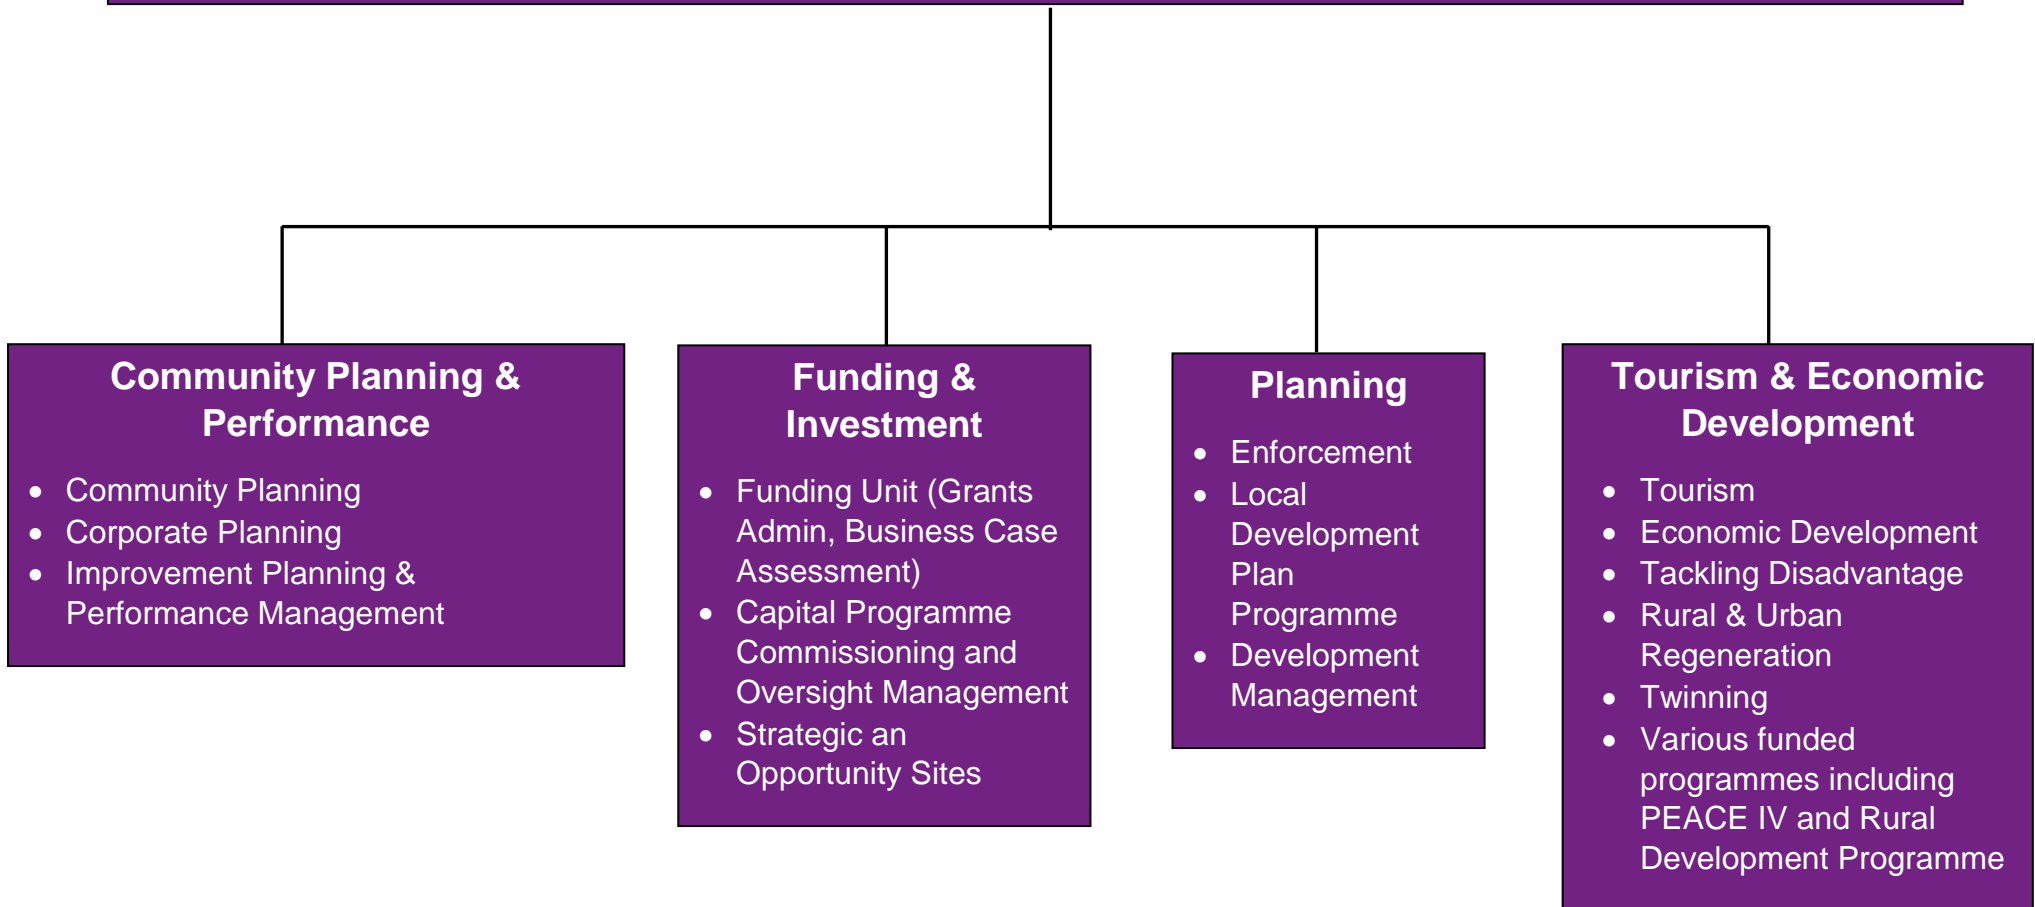 Community Planning &
Performance
• Community Planning
• Corporate Planning
• Improvement Planning &
Performance Management
Funding &
Investment
• Funding Unit (Grants
Admin, Business Case
Assessment)
• Capital Programme
Commissioning and
Oversight Management
• Strategic an
Opportunity Sites
Planning
• Enforcement
• Local
Development
Plan
Programme
• Development
Management
Tourism & Economic
Development
• Tourism
• Economic Development
• Tackling Disadvantage
• Rural & Urban
Regeneration
• Twinning
• Various funded
programmes including
PEACE IV and Rural
Development Programme